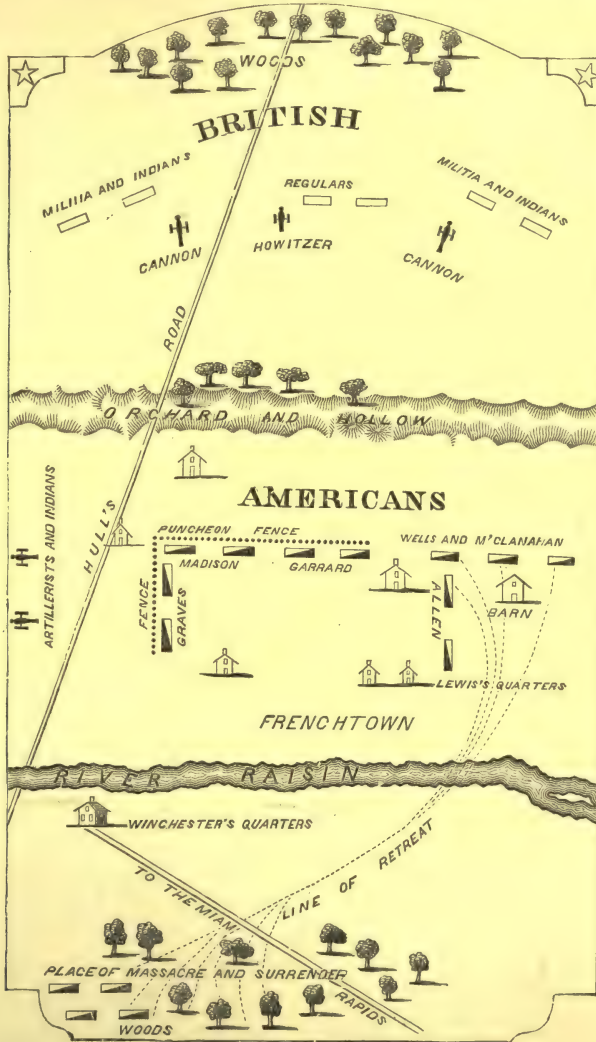 WOODS
BRITISH
MILITIA AND INDIANS
REGULARS
MILITIA AND INDIANS
CANNON
HOWITZER
CANNON
HULL'S ROAD
ORCHARD AND HOLLOW
AMERICANS
ARTILLERISTS AND INDIANS
PUNCHEON FENCE
WELLS AND M'CLANAHAN
MADISON
GARRARD
FENCE
GRAVES
ALLEN
BARN
LEWIS'S QUARTERS
FRENCHTOWN
RIVER RAISIN
WINCHESTER'S QUARTERS
LINE OF RETREAT
TO THE MIAMI RAPIDS
PLACE OF MASSACRE AND SURRENDER
WOODS